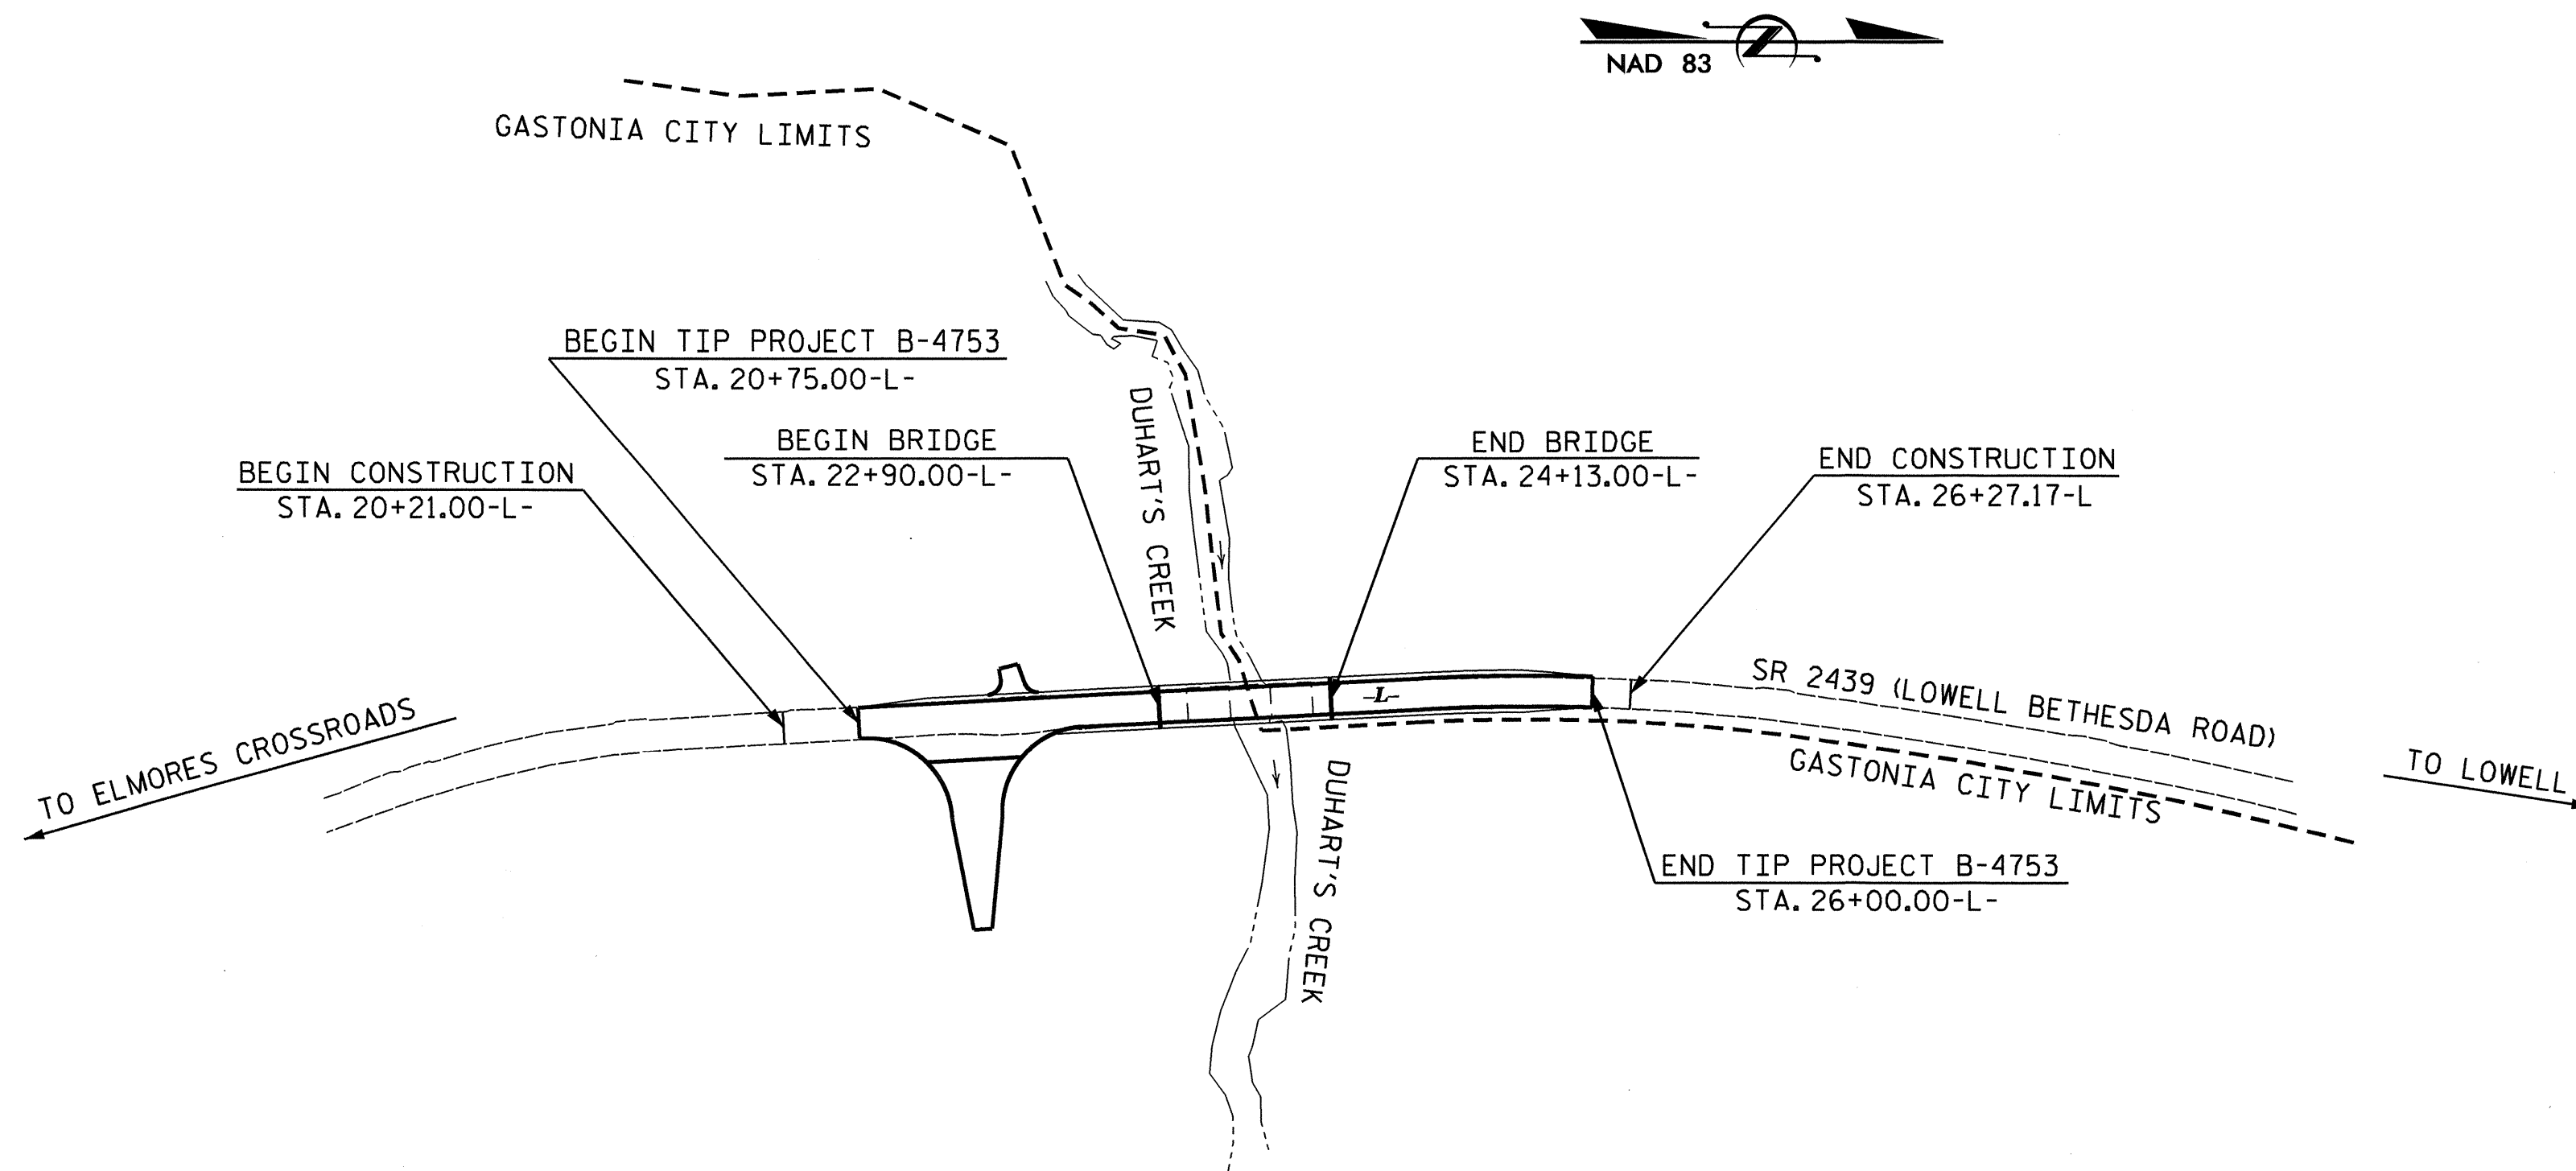 NAD 83
GASTONIA CITY LIMITS
BEGIN TIP PROJECT B-4753
STA. 20+75.00-L-
BEGIN BRIDGE
STA. 22+90.00-L-
END BRIDGE
STA. 24+13.00-L-
BEGIN CONSTRUCTION
STA. 20+21.00-L-
END CONSTRUCTION
STA. 26+27.17-L
DUHART'S CREEK
-L-
SR 2439 (LOWELL BETHESDA ROAD)
TO ELMORES CROSSROADS
GASTONIA CITY LIMITS
TO LOWELL
DUHART'S CREEK
END TIP PROJECT B-4753
STA. 26+00.00-L-